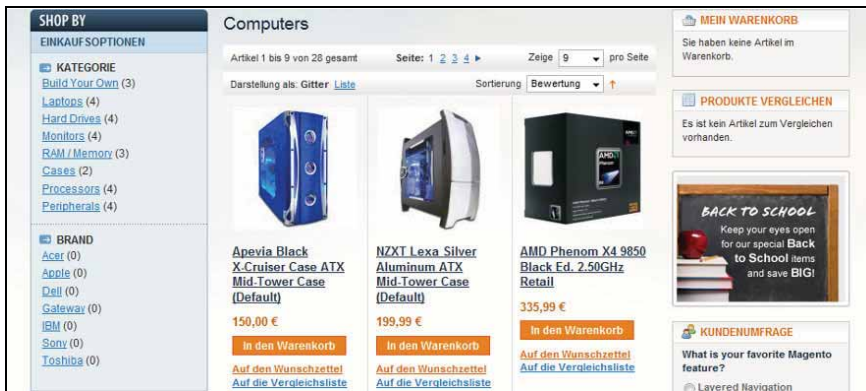 SHOP BY
EINKAUFSOPTIONEN
KATEGORIE
Build Your Own (3)
Laptops (4)
Hard Drives (4)
Monitors (4)
RAM / Memory (3)
Cases (2)
Processors (4)
Peripherals (4)
BRAND
Acer (0)
Apple (0)
Dell (0)
Gateway (0)
IBM (0)
Sony (0)
Toshiba (0)
Computers
Artikel 1 bis 9 von 28 gesamt
Seite: 1 2 3 4
Zeige 9 pro Seite
Darstellung als: Gitter Liste
Sortierung Bewertung
Apevia Black
X-Cruiser Case ATX
Mid-Tower Case
(Default)
150,00 €
In den Warenkorb
Auf den Wunschzettel
Auf die Vergleichsliste
NZXT Lexa Silver
Aluminum ATX
Mid-Tower Case
(Default)
199,99 €
In den Warenkorb
Auf den Wunschzettel
Auf die Vergleichsliste
AMD
Phenom
AMD Phenom X4 9850
Black Ed. 2.50GHz
Retail
335,99 €
In den Warenkorb
Auf den Wunschzettel
Auf die Vergleichsliste
MEIN WARENKORB
Sie haben keine Artikel im
Warenkorb.
PRODUKTE VERGLEICHEN
Es ist kein Artikel zum Vergleichen
vorhanden.
BACK TO SCHOOL
Keep your eyes open
for our special Back
to School items
and save BIG!
KUNDENUMFRAGE
What is your favorite Magento
feature?
Layered Navigation